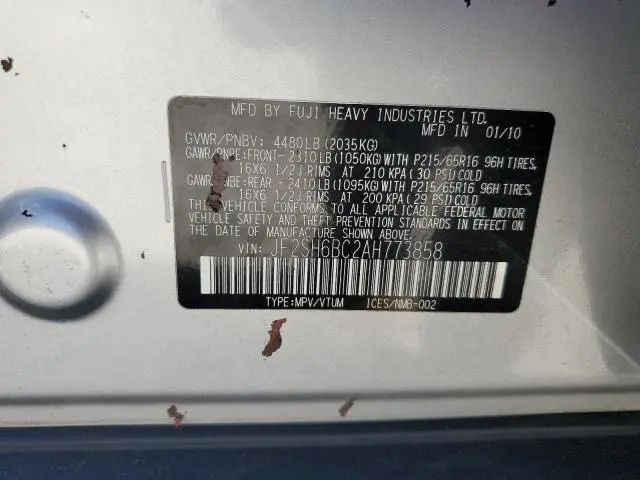 MFD BY FUJI HEAVY INDUSTRIES LTD.
MFD IN 01/10
GVWR/PNBV: 4480LB(2035KG)
GAWR/PNBE:FRONT-2310LB(1050KG)WITH P215/65R16 96H TIRES,
16X6 1/2J RIMS AT 210 KPA (30 PSI)COLD
GAWR/PNBE:REAR -2410LB(1095KG)WITH P215/65R16 96H TIRES,
16X6 1/2J RIMS AT 200 KPA (29 PSI)COLD
THIS VEHICLE CONFORMS TO ALL APPLICABLE FEDERAL MOTOR
VEHICLE SAFETY AND THEFT PREVENTION STANDARDS IN EFFECT ON
THE DATE OF MANUFACTURE SHOWN ABOVE.
VIN: JF2SH6BC2AH773858
TYPE:MPV/VTUM ICES/NMB-002